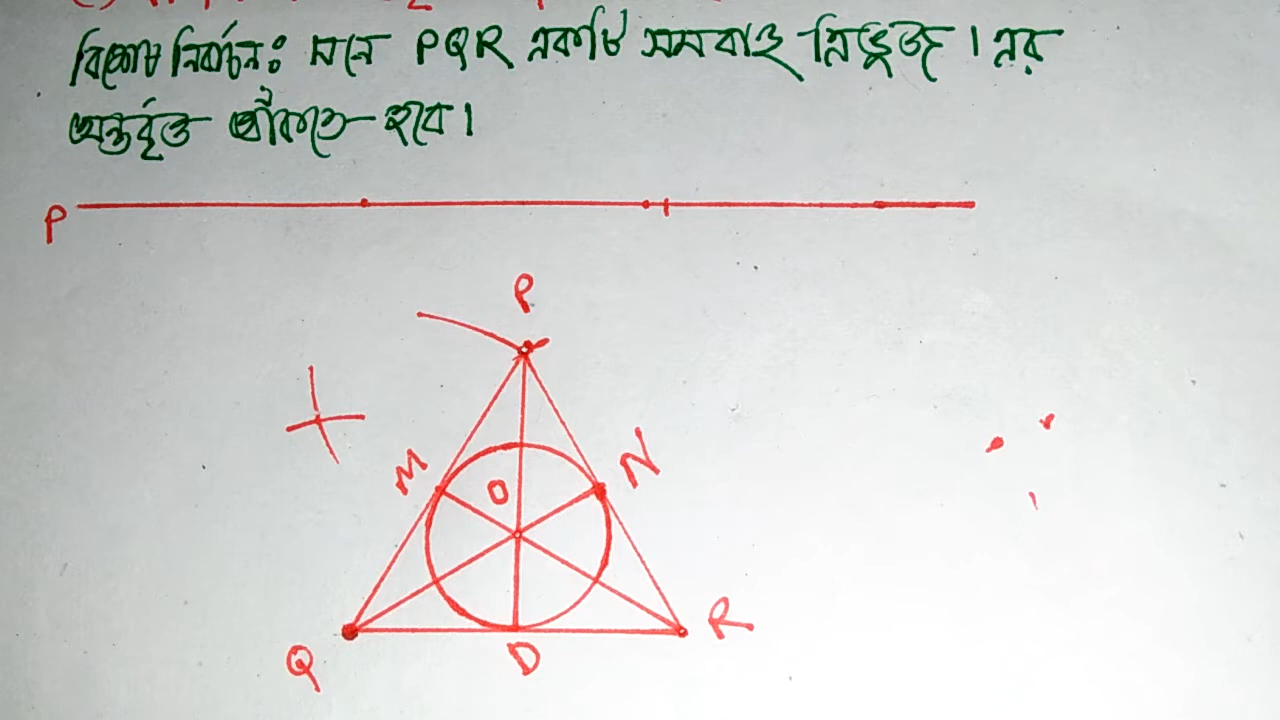 বিশেষ নির্বচন: মনে PQR একটি সমবাহু ত্রিভুজ । এর
অন্তর্বৃত্ত আঁকতে হবে।
P
P
M
N
O
Q
D
R